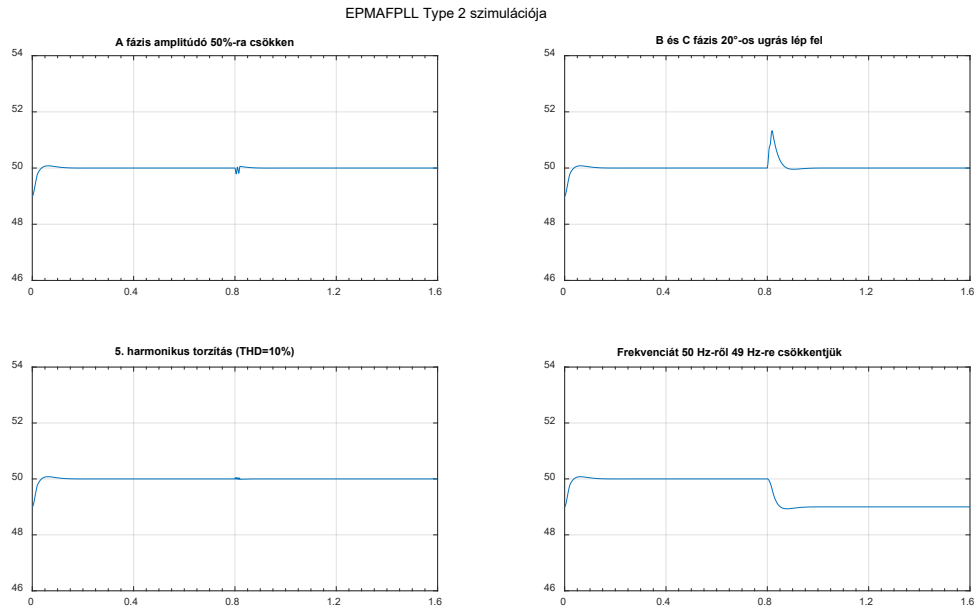 EPMAFPLL Type 2 szimulációja
A fázis amplitúdó 50%-ra csökken
54
52
50
48
46
0 0.4 0.8 1.2 1.6
B és C fázis 20°-os ugrás lép fel
54
52
50
48
46
0 0.4 0.8 1.2 1.6
5. harmonikus torzítás (THD=10%)
54
52
50
48
46
0 0.4 0.8 1.2 1.6
Frekvenciát 50 Hz-ről 49 Hz-re csökkentjük
54
52
50
48
46
0 0.4 0.8 1.2 1.6